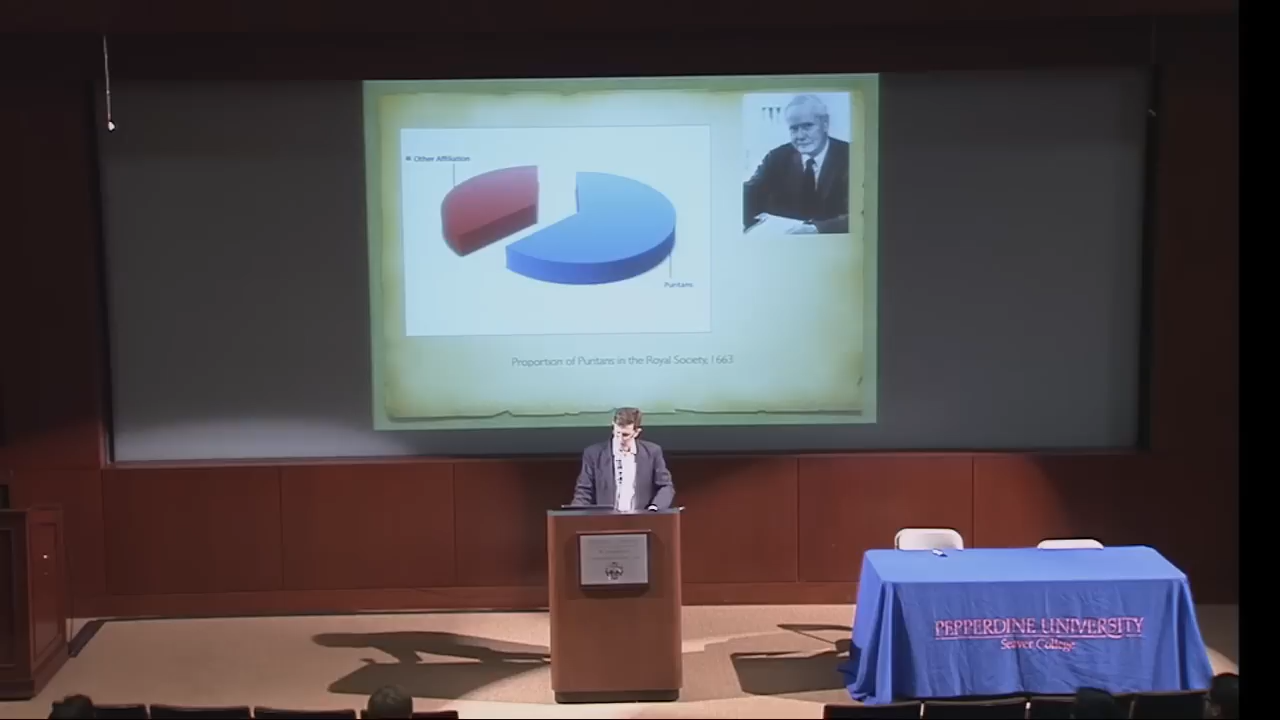 Other Affiliation
Puritans
Proportion of Puritans in the Royal Society, 1663
PEPPERDINE UNIVERSITY
Seaver College